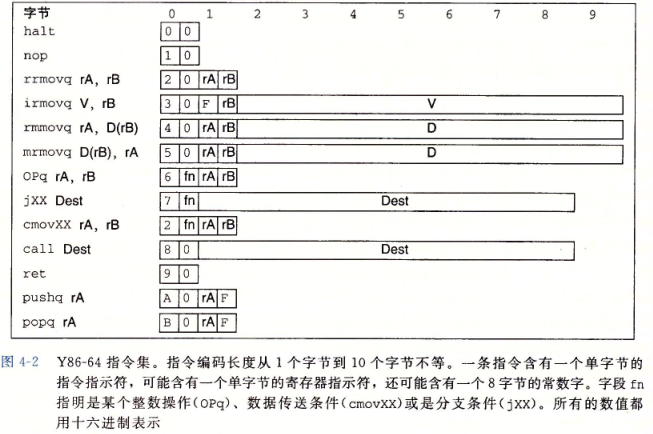 字节 0 1 2 3 4 5 6 7 8 9
halt 0 0
nop 1 0
rrmovq rA, rB 2 0 rA rB
irmovq V, rB 3 0 F rB V
rmmovq rA, D(rB) 4 0 rA rB D
mrmovq D(rB), rA 5 0 rA rB D
OPq rA, rB 6 fn rA rB
jXX Dest 7 fn Dest
cmovXX rA, rB 2 fn rA rB
call Dest 8 0 Dest
ret 9 0
pushq rA A 0 rA F
popq rA B 0 rA F
图 4-2 Y86-64 指令集。指令编码长度从 1 个字节到 10 个字节不等。一条指令含有一个单字节的
指令指示符，可能含有一个单字节的寄存器指示符，还可能含有一个 8 字节的常数字。字段 fn
指明是某个整数操作(OPq)、数据传送条件(cmovXX)或是分支条件(jXX)。所有的数值都
用十六进制表示